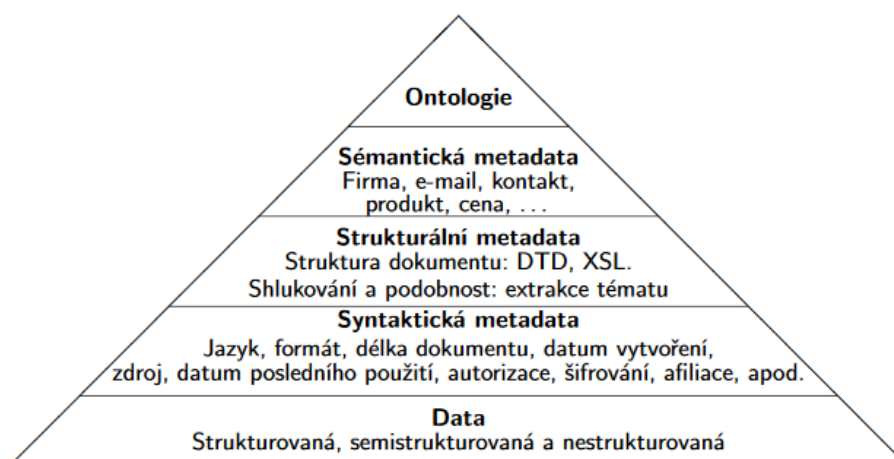 Ontologie
Sémantická metadata
Firma, e-mail, kontakt,
produkt, cena, ...
Strukturální metadata
Struktura dokumentu: DTD, XSL.
Shlukování a podobnost: extrakce tématu
Syntaktická metadata
Jazyk, formát, délka dokumentu, datum vytvoření,
zdroj, datum posledního použití, autorizace, šifrování, afiliace, apod.
Data
Strukturovaná, semistrukturovaná a nestrukturovaná